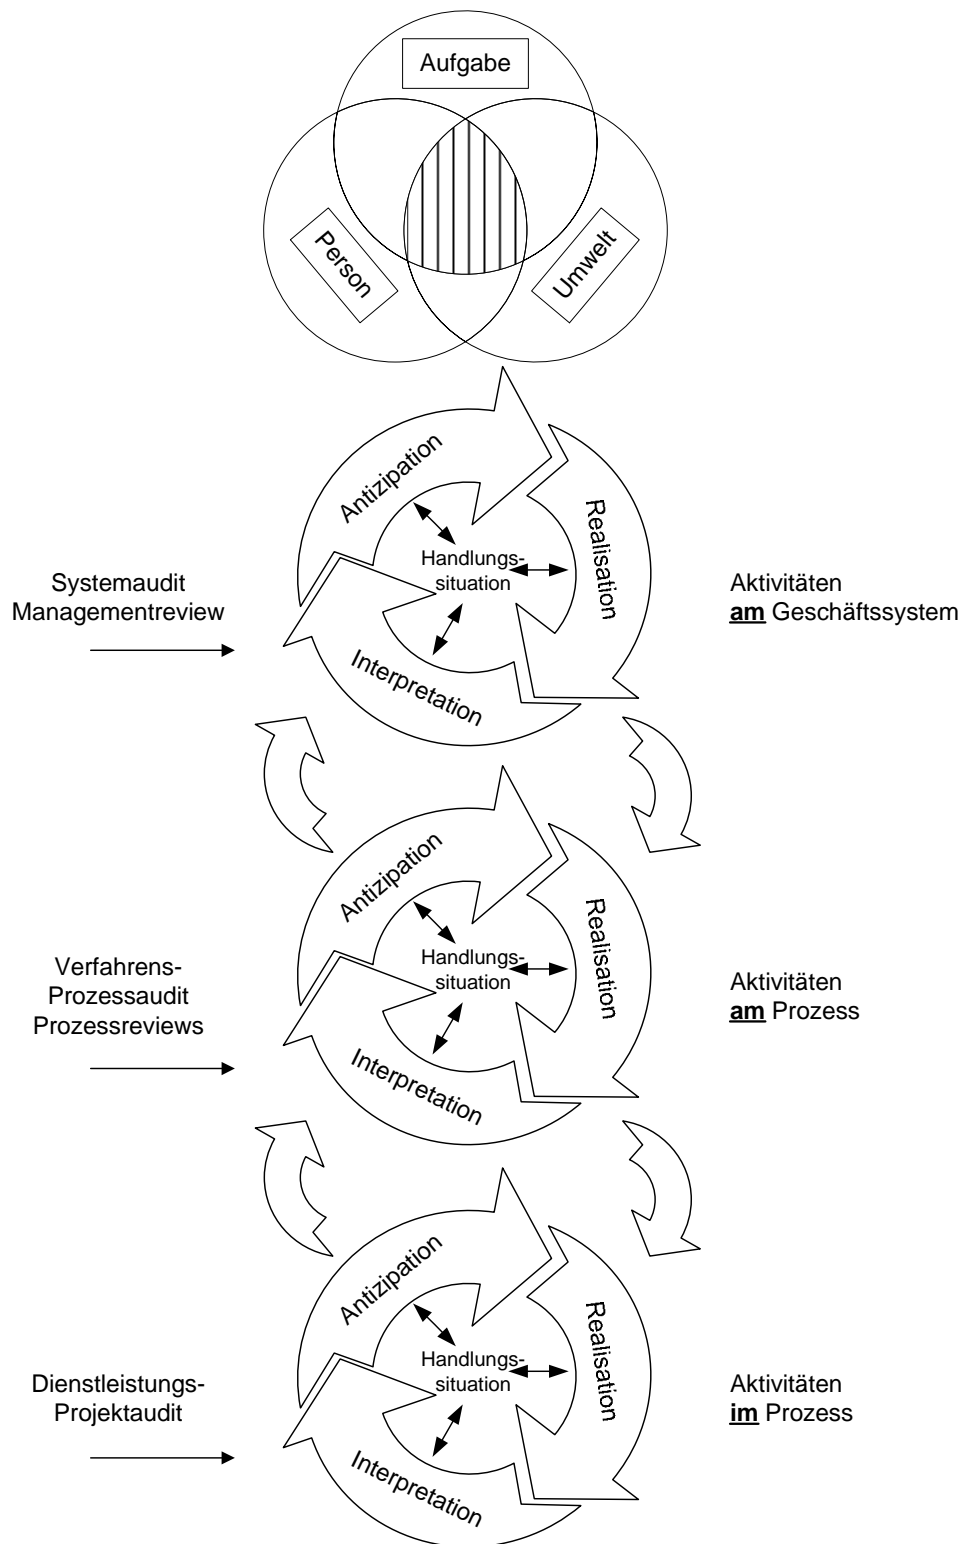 Aufgabe
Person
Umwelt
Antizipation
Realisation
Handlungs-
situation
Interpretation
Systemaudit
Managementreview
Aktivitäten
am Geschäftssystem
Antizipation
Realisation
Handlungs-
situation
Interpretation
Verfahrens-
Prozessaudit
Prozessreviews
Aktivitäten
am Prozess
Antizipation
Realisation
Handlungs-
situation
Interpretation
Dienstleistungs-
Projektaudit
Aktivitäten
im Prozess